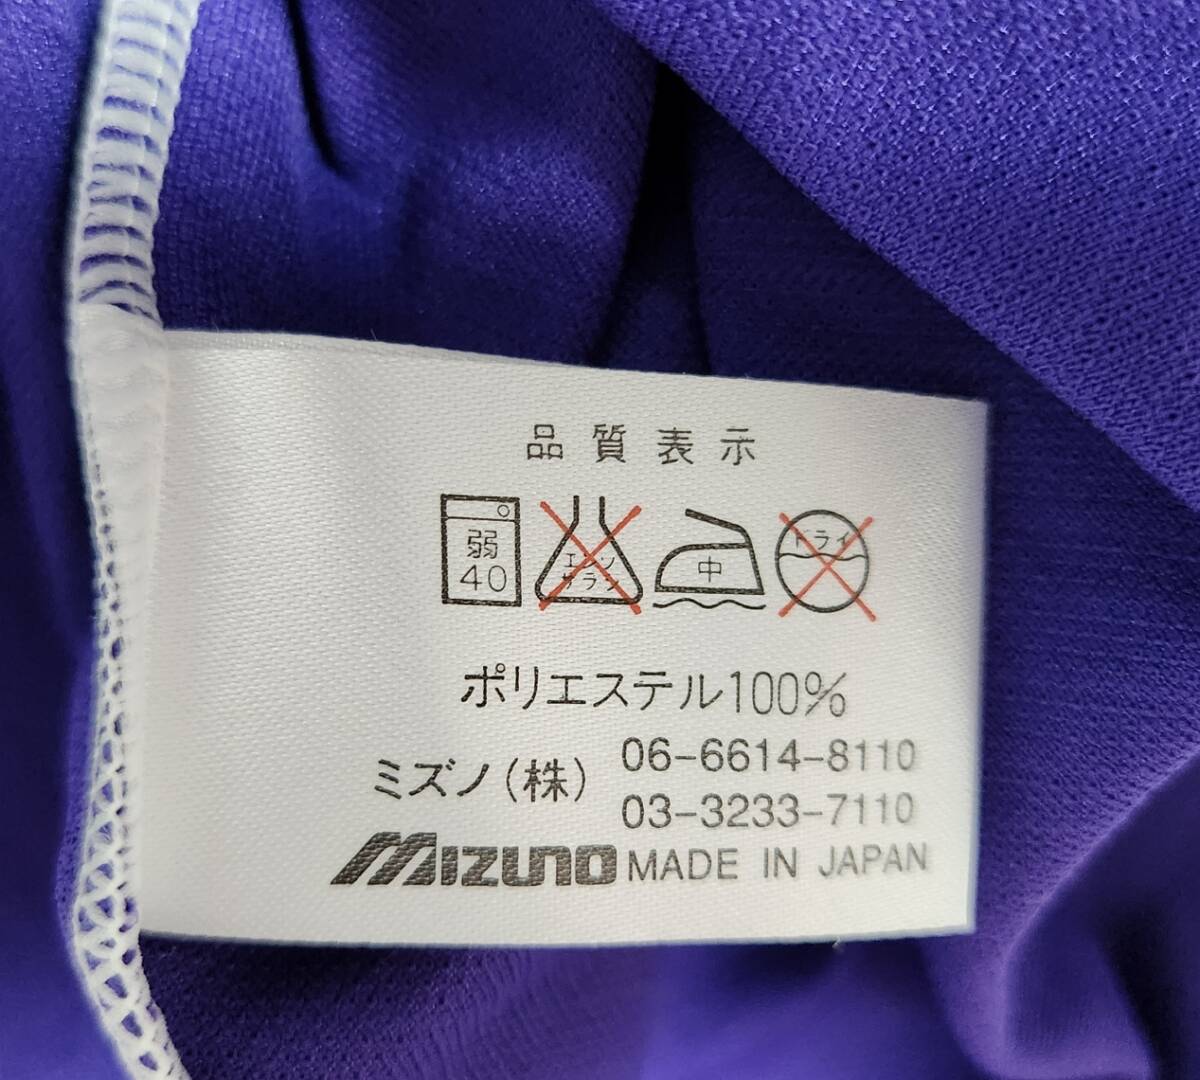 品質表示
弱 エンソ 中 ドライ
40 サラシ
ポリエステル100%
ミズノ(株) 06-6614-8110
03-3233-7110
MIZUNO MADE IN JAPAN